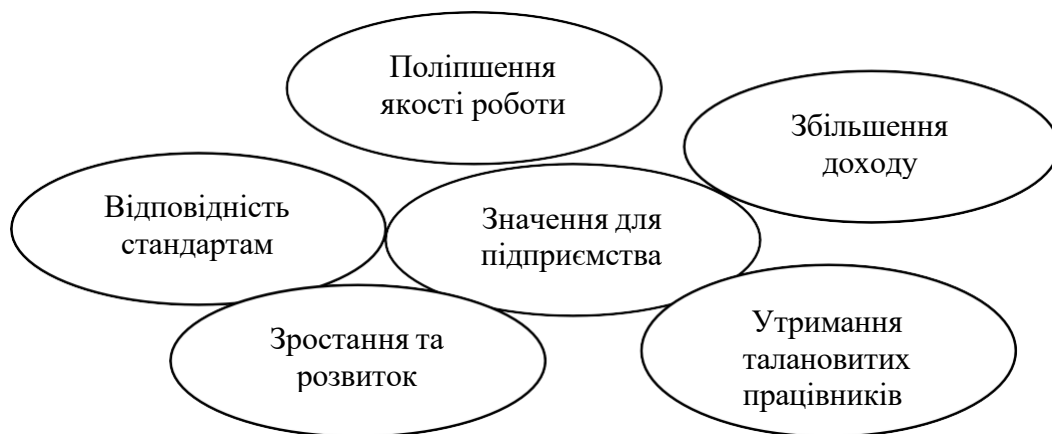 Поліпшення
якості роботи
Збільшення
доходу
Відповідність
стандартам
Значення для
підприємства
Зростання та
розвиток
Утримання
талановитих
працівників